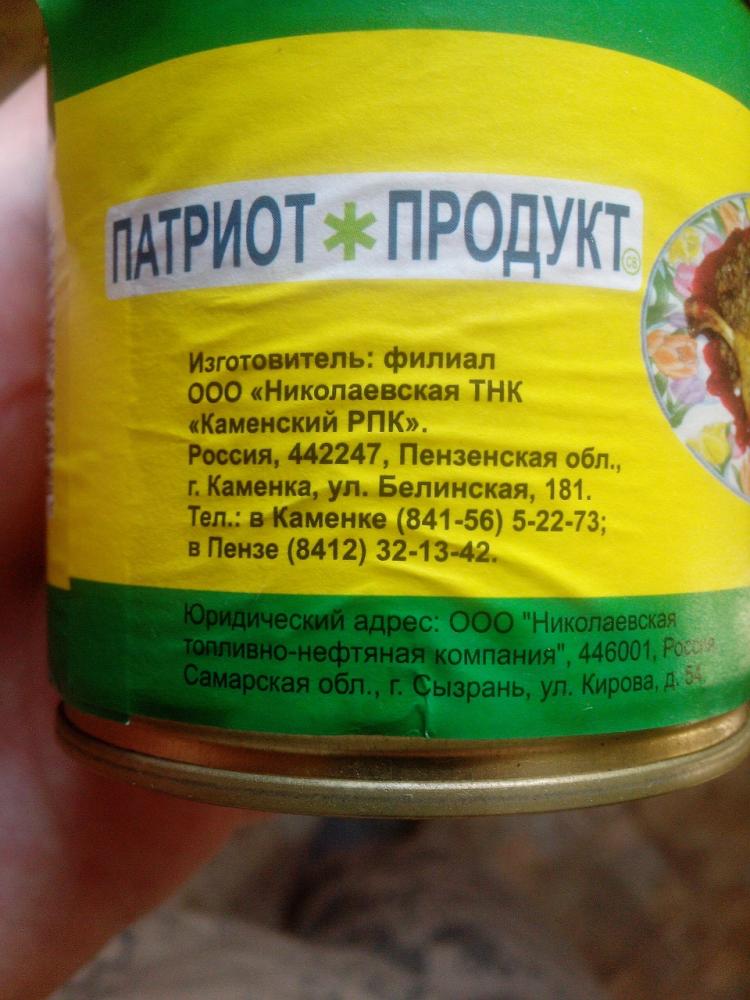 ПАТРИОТ*ПРОДУКТ
Изготовитель: филиал
ООО «Николаевская ТНК
«Каменский РПК».
Россия, 442247, Пензенская обл.,
г. Каменка, ул. Белинская, 181.
Тел.: в Каменке (841-56) 5-22-73;
в Пензе (8412) 32-13-42.
Юридический адрес: ООО "Николаевская
топливно-нефтяная компания", 446001, Россия
Самарская обл., г. Сызрань, ул. Кирова, д. 54.